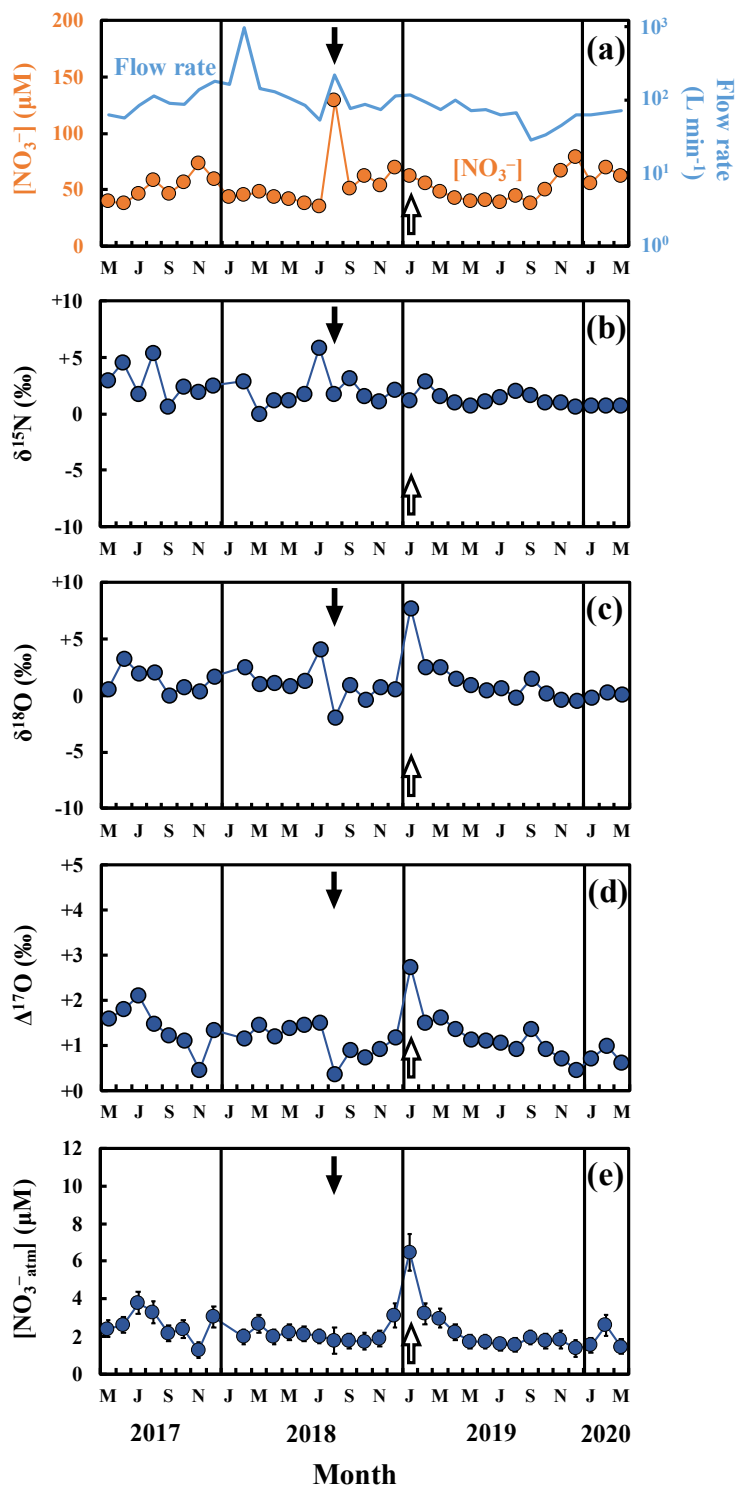 (a)
[NO₃⁻] (μM)
200
150
100
50
0
Flow rate
[NO₃⁻]
10³
10²
10¹
10⁰
Flow rate
(L min⁻¹)
M J S N J M M J S N J M M J S N J M
(b)
δ¹⁵N (‰)
+10
+5
0
-5
-10
M J S N J M M J S N J M M J S N J M
(c)
δ¹⁸O (‰)
+10
+5
0
-5
-10
M J S N J M M J S N J M M J S N J M
(d)
Δ¹⁷O (‰)
+5
+4
+3
+2
+1
+0
M J S N J M M J S N J M M J S N J M
(e)
[NO₃⁻atm] (μM)
12
10
8
6
4
2
0
M J S N J M M J S N J M M J S N J M
2017 2018 2019 2020
Month